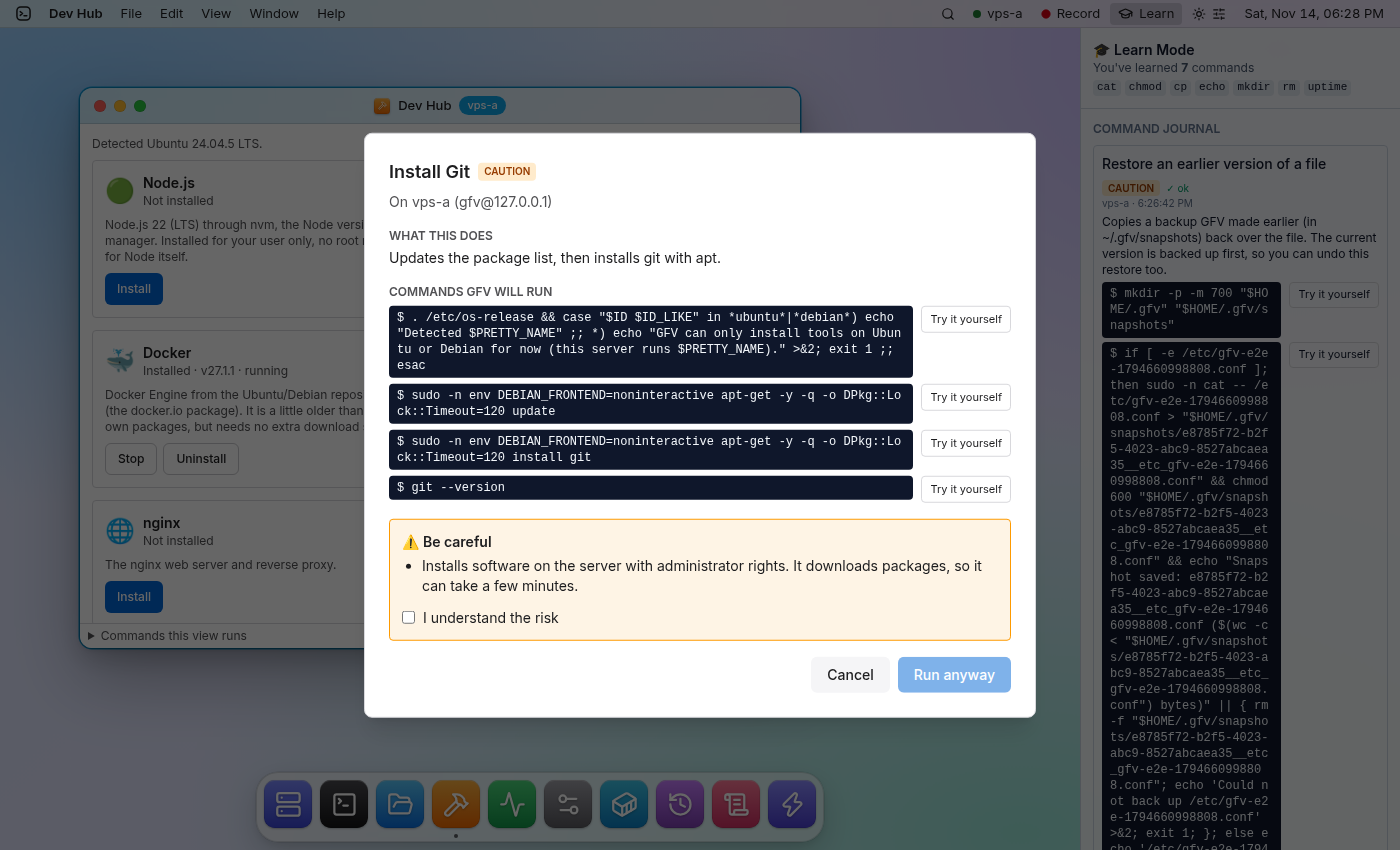 Dev Hub File Edit View Window Help
vps-a Record Learn Sat, Nov 14, 06:28 PM
Dev Hub vps-a
Detected Ubuntu 24.04.5 LTS.
Node.js
Not installed
Node.js 22 (LTS) through nvm, the Node versi
manager. Installed for your user only, no root
for Node itself.
Install
Docker
Installed · v27.1.1 · running
Docker Engine from the Ubuntu/Debian repos
(the docker.io package). It is a little older than
own packages, but needs no extra download
Stop Uninstall
nginx
Not installed
The nginx web server and reverse proxy.
Install
Commands this view runs
Install Git CAUTION
On vps-a (gfv@127.0.0.1)
WHAT THIS DOES
Updates the package list, then installs git with apt.
COMMANDS GFV WILL RUN
$ . /etc/os-release && case "$ID $ID_LIKE" in *ubuntu*|*debian*) echo
"Detected $PRETTY_NAME" ;; *) echo "GFV can only install tools on Ubun
tu or Debian for now (this server runs $PRETTY_NAME)." >&2; exit 1 ;;
esac
Try it yourself
$ sudo -n env DEBIAN_FRONTEND=noninteractive apt-get -y -q -o DPkg::Lo
ck::Timeout=120 update
Try it yourself
$ sudo -n env DEBIAN_FRONTEND=noninteractive apt-get -y -q -o DPkg::Lo
ck::Timeout=120 install git
Try it yourself
$ git --version
Try it yourself
Be careful
• Installs software on the server with administrator rights. It downloads packages, so it
can take a few minutes.
I understand the risk
Cancel Run anyway
Learn Mode
You've learned 7 commands
cat chmod cp echo mkdir rm uptime
COMMAND JOURNAL
Restore an earlier version of a file
CAUTION ✓ ok
vps-a · 6:26:42 PM
Copies a backup GFV made earlier (in
~/.gfv/snapshots) back over the file. The current
version is backed up first, so you can undo this
restore too.
$ mkdir -p -m 700 "$HO
ME/.gfv" "$HOME/.gfv/s
napshots"
Try it yourself
$ if [ -e /etc/gfv-e2e
-1794660998808.conf ];
then sudo -n cat -- /e
tc/gfv-e2e-17946609988
08.conf > "$HOME/.gfv/
snapshots/e8785f72-b2f
5-4023-abc9-8527abcaea
35__etc_gfv-e2e-179466
0998808.conf" && chmod
600 "$HOME/.gfv/snapsh
ots/e8785f72-b2f5-4023
-abc9-8527abcaea35__et
c_gfv-e2e-179466099880
8.conf" && echo "Snaps
hot saved: e8785f72-b2
f5-4023-abc9-8527abcae
a35__etc_gfv-e2e-17946
60998808.conf ($(wc -c
< "$HOME/.gfv/snapshot
s/e8785f72-b2f5-4023-a
bc9-8527abcaea35__etc_
gfv-e2e-1794660998808.
conf") bytes)" || { rm
-f "$HOME/.gfv/snapsho
ts/e8785f72-b2f5-4023-
abc9-8527abcaea35__etc
_gfv-e2e-179466099880
8.conf"; echo 'Could n
ot back up /etc/gfv-e2
e-1794660998808.conf'
>&2; exit 1; }; else e
cho '/etc/gfv-e2e-1794
Try it yourself